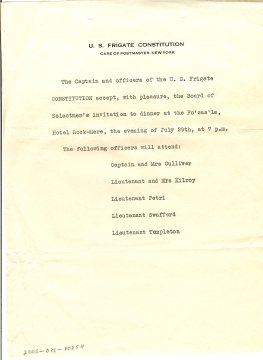 U. S. FRIGATE CONSTITUTION
CARE OF POSTMASTER NEW YORK
The Captain and officers of the U. S. Frigate
CONSTITUTION accept, with pleasure, the Board of
Selectmen's invitation to dinner at the Fo'cas'le,
Hotel Rock-mere, the evening of July 29th, at 7 p.m.
The following officers will attend:
Captain and Mrs Gulliver
Lieutenant and Mrs Kilroy
Lieutenant Petri
Lieutenant Swafford
Lieutenant Templeton